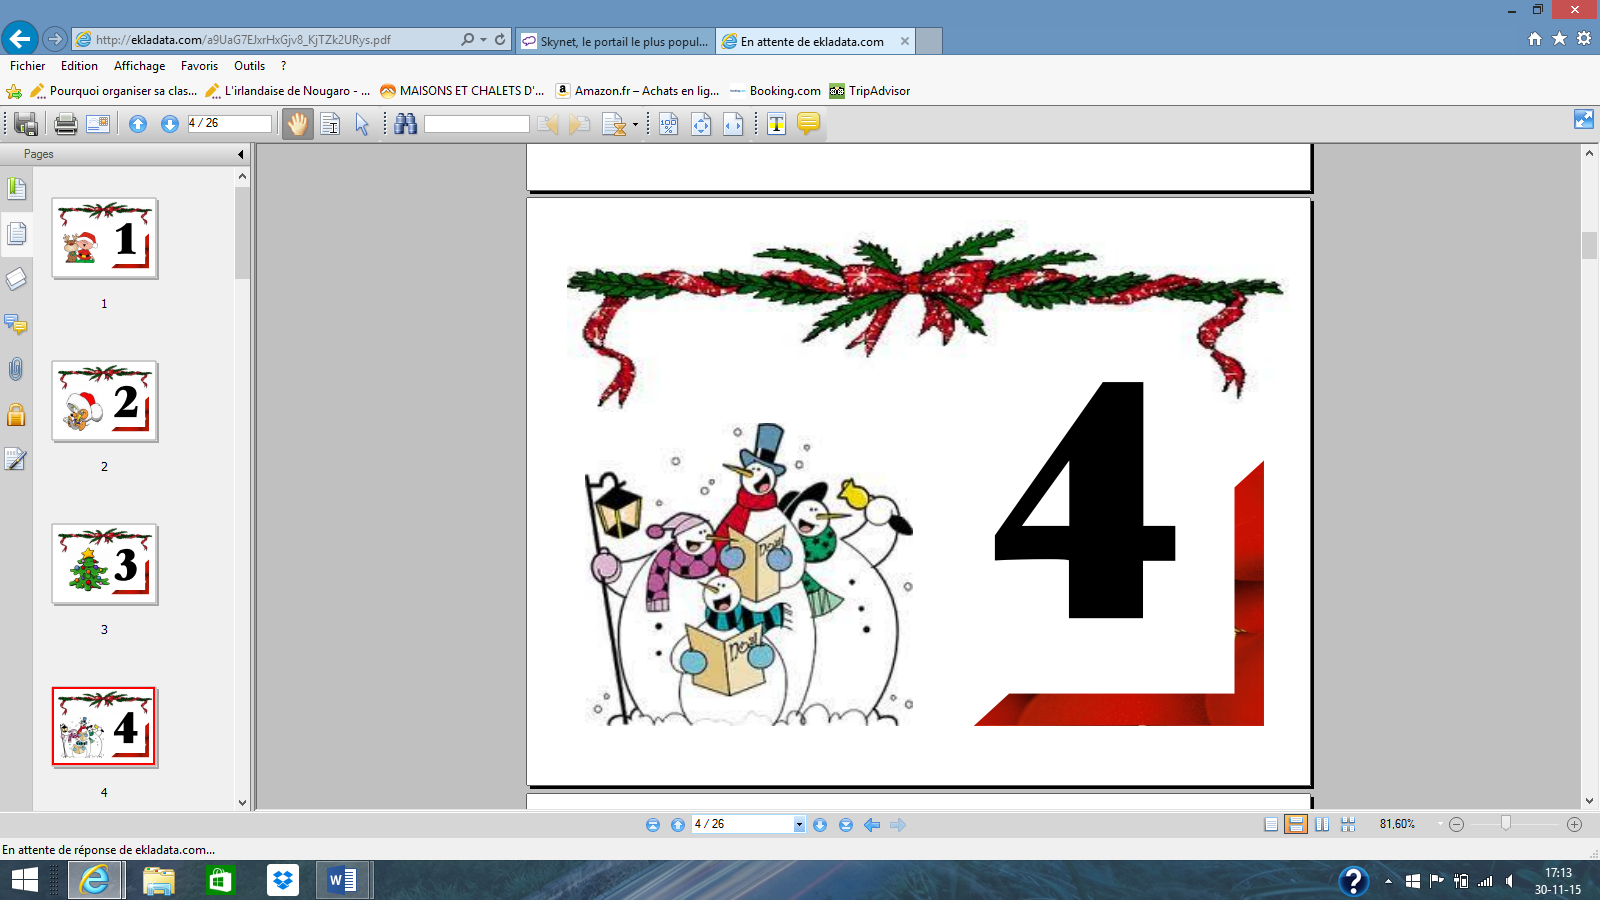 http://ekladata.com/a9UaG7EJxrHxGjv8_KjTZk2URys.pdf
Skynet, le portail le plus popul...
En attente de ekladata.com
Fichier Edition Affichage Favoris Outils ?
Pourquoi organiser sa clas...
L'irlandaise de Nougaro - ...
MAISONS ET CHALETS D'...
Amazon.fr – Achats en lig...
Booking.com
TripAdvisor
4 / 26
Pages
1
1
2
2
3
3
4
4
4
Noël
Noël
4 / 26
81,60%
En attente de réponse de ekladata.com...
17:13
30-11-15